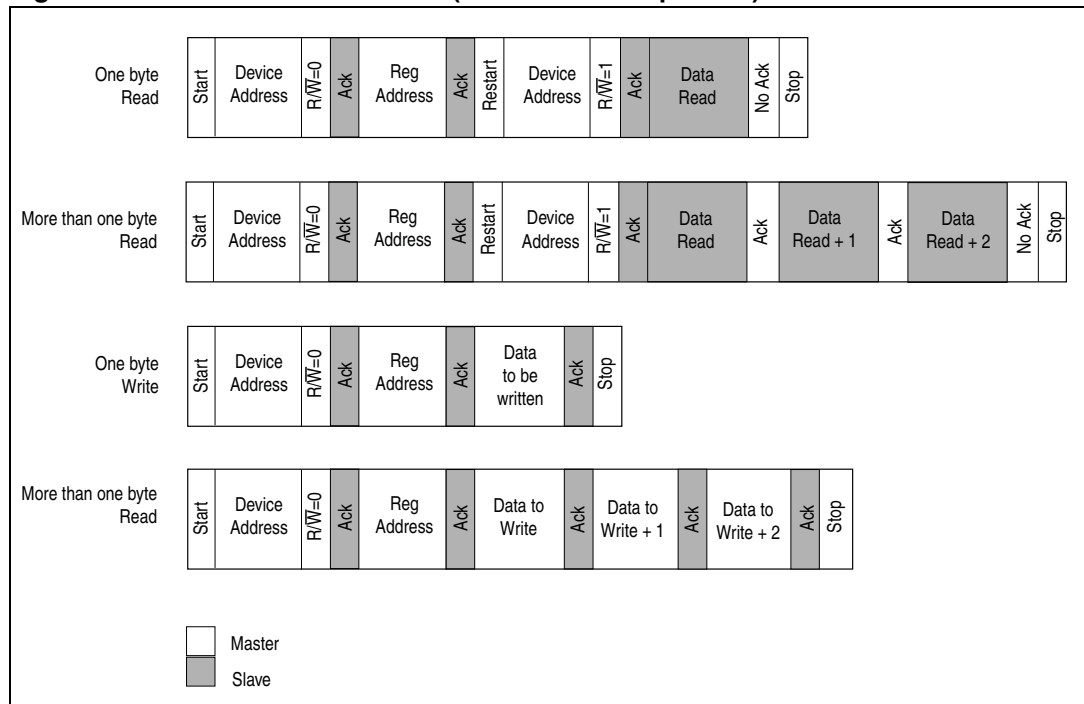 One byte
Read
Start
Device
Address
R/W̅=0
Ack
Reg
Address
Ack
Restart
Device
Address
R/W̅=1
Ack
Data
Read
No Ack
Stop
More than one byte
Read
Start
Device
Address
R/W̅=0
Ack
Reg
Address
Ack
Restart
Device
Address
R/W̅=1
Ack
Data
Read
Ack
Data
Read + 1
Ack
Data
Read + 2
No Ack
Stop
One byte
Write
Start
Device
Address
R/W̅=0
Ack
Reg
Address
Ack
Data
to be
written
Ack
Stop
More than one byte
Read
Start
Device
Address
R/W̅=0
Ack
Reg
Address
Ack
Data to
Write
Ack
Data to
Write + 1
Ack
Data to
Write + 2
Ack
Stop
Master
Slave